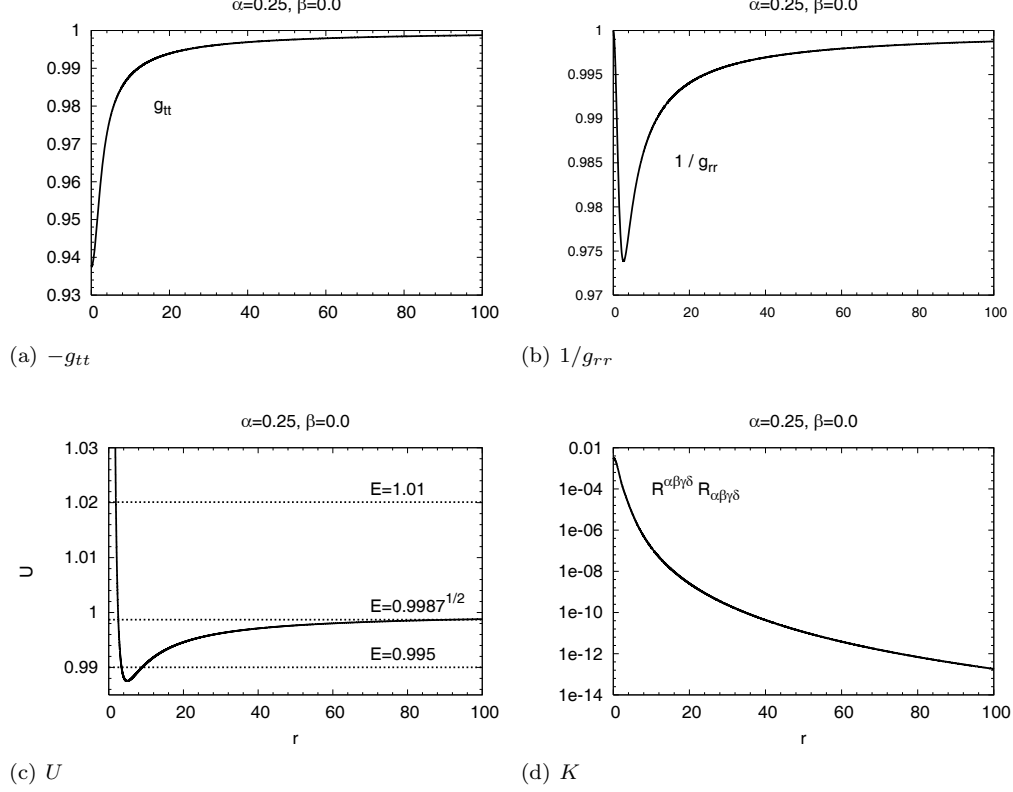 α=0.25, β=0.0
1
0.99
0.98
0.97
0.96
0.95
0.94
0.93
g_tt
0 20 40 60 80 100
(a) −g_tt
α=0.25, β=0.0
1
0.995
0.99
0.985
0.98
0.975
0.97
1 / g_rr
0 20 40 60 80 100
(b) 1/g_rr
α=0.25, β=0.0
1.03
1.02
1.01
1
0.99
U
E=1.01
E=0.9987^1/2
E=0.995
0 20 40 60 80 100
r
(c) U
α=0.25, β=0.0
0.01
1e-04
1e-06
1e-08
1e-10
1e-12
1e-14
R^αβγδ R_αβγδ
0 20 40 60 80 100
r
(d) K